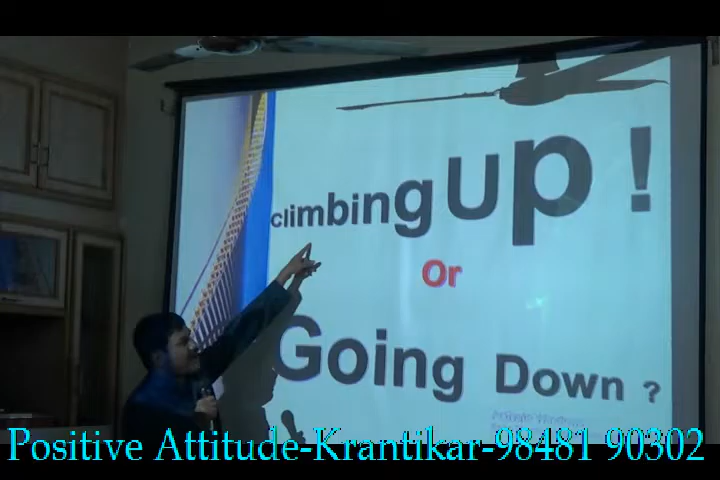 climbing Up !
Or
Going Down ?
Positive Attitude-Krantikar-98481 90302